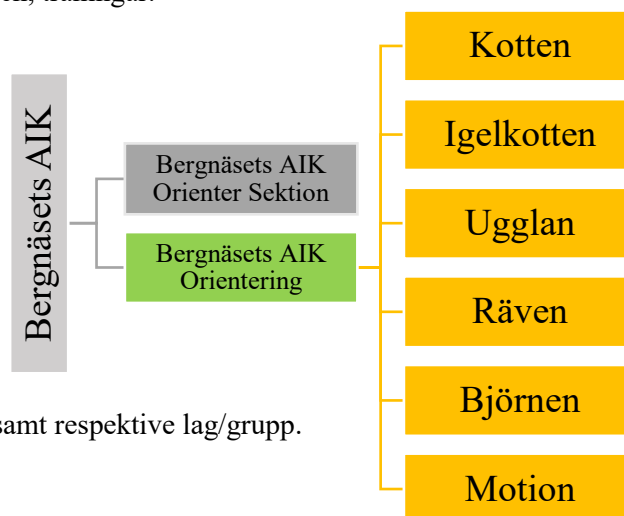 Bergnäsets AIK
Bergnäsets AIK
Orienter Sektion
Bergnäsets AIK
Orientering
Kotten
Igelkotten
Ugglan
Räven
Björnen
Motion
samt respektive lag/grupp.